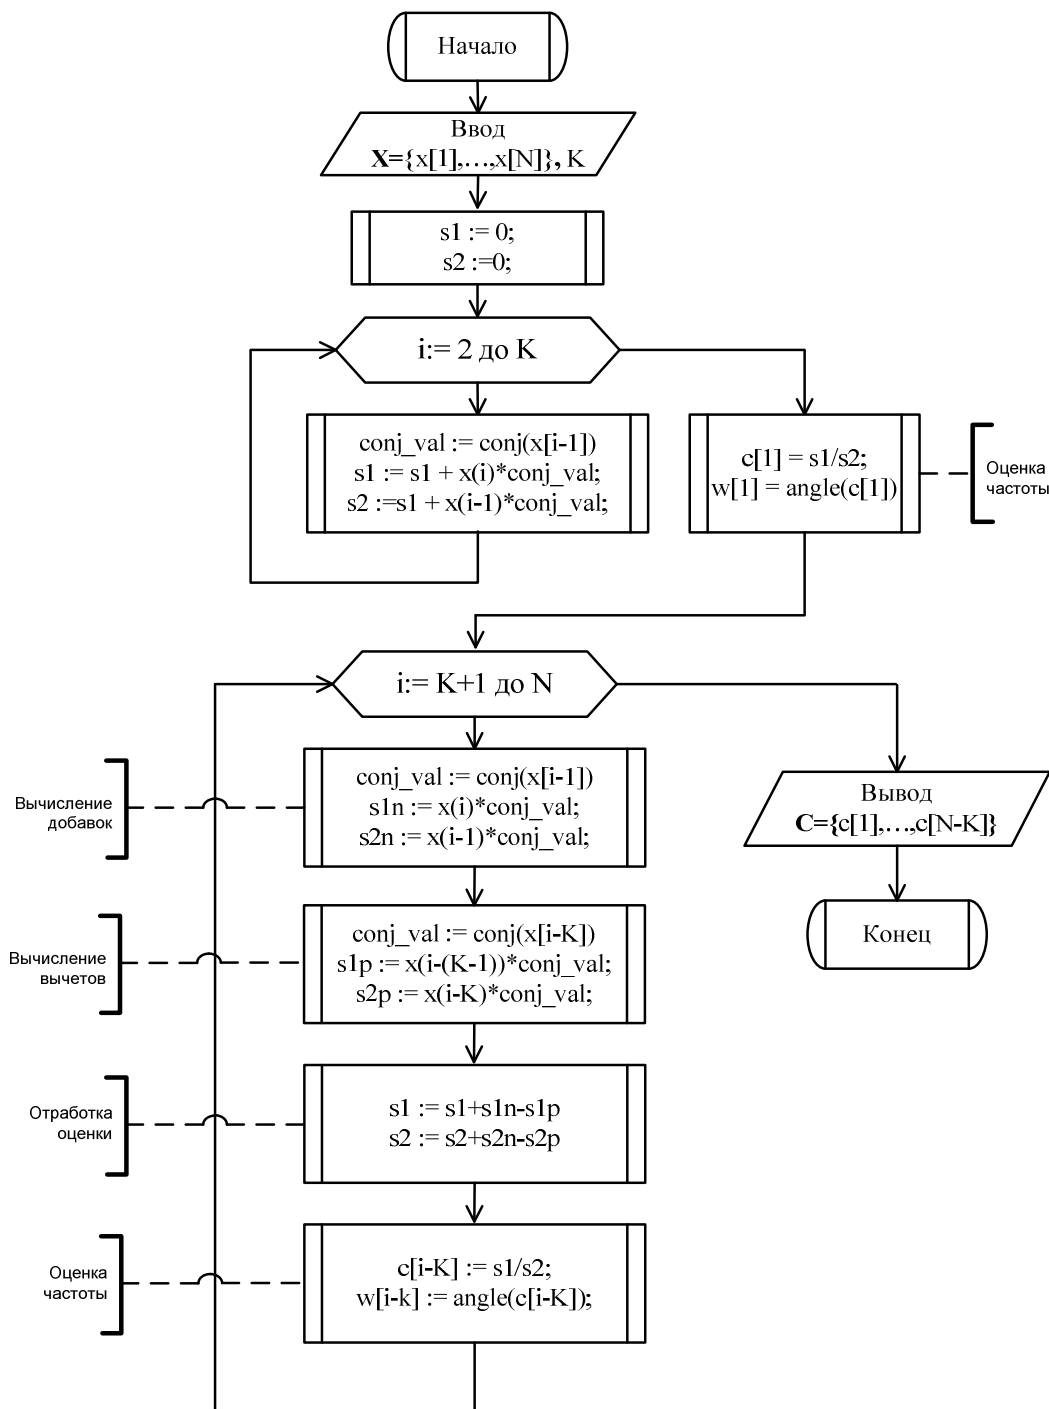 Начало
Ввод
X={x[1],...,x[N]}, K
s1 := 0;
s2 :=0;
i:= 2 до K
conj_val := conj(x[i-1])
s1 := s1 + x(i)*conj_val;
s2 :=s1 + x(i-1)*conj_val;
c[1] = s1/s2;
w[1] = angle(c[1])
Оценка
частоты
i:= K+1 до N
Вычисление
добавок
conj_val := conj(x[i-1])
s1n := x(i)*conj_val;
s2n := x(i-1)*conj_val;
Вывод
C={c[1],...,c[N-K]}
Конец
Вычисление
вычетов
conj_val := conj(x[i-K])
s1p := x(i-(K-1))*conj_val;
s2p := x(i-K)*conj_val;
Отработка
оценки
s1 := s1+s1n-s1p
s2 := s2+s2n-s2p
Оценка
частоты
c[i-K] := s1/s2;
w[i-k] := angle(c[i-K]);